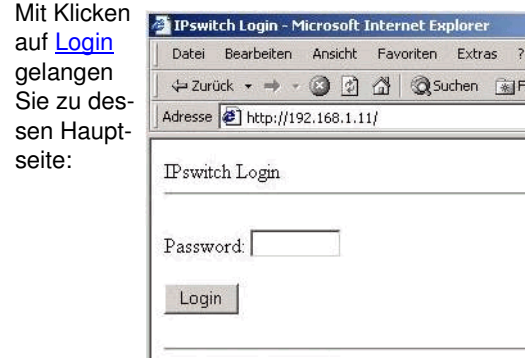 Mit Klicken
auf Login
gelangen
Sie zu des-
sen Haupt-
seite:
IPswitch Login - Microsoft Internet Explorer
Datei Bearbeiten Ansicht Favoriten Extras ?
Zurück Suchen F
Adresse http://192.168.1.11/
IPswitch Login
Password:
Login